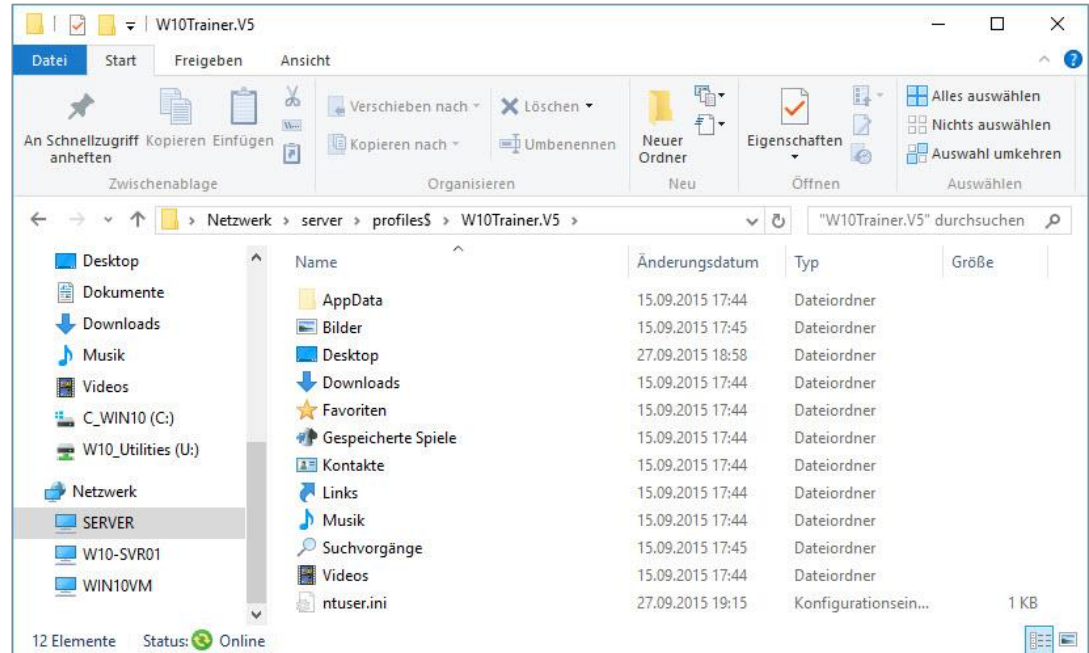 W10Trainer.V5
Datei Start Freigeben Ansicht
An Schnellzugriff anheften
Kopieren
Einfügen
Verschieben nach
Kopieren nach
Löschen
Umbenennen
Neuer Ordner
Eigenschaften
Alles auswählen
Nichts auswählen
Auswahl umkehren
Zwischenablage Organisieren Neu Öffnen Auswählen
Netzwerk > server > profiles$ > W10Trainer.V5 >
"W10Trainer.V5" durchsuchen
Desktop
Dokumente
Downloads
Musik
Videos
C_WIN10 (C:)
W10_Utilities (U:)
Netzwerk
SERVER
W10-SVR01
WIN10VM
Name Änderungsdatum Typ Größe
AppData 15.09.2015 17:44 Dateiordner
Bilder 15.09.2015 17:45 Dateiordner
Desktop 27.09.2015 18:58 Dateiordner
Downloads 15.09.2015 17:44 Dateiordner
Favoriten 15.09.2015 17:44 Dateiordner
Gespeicherte Spiele 15.09.2015 17:44 Dateiordner
Kontakte 15.09.2015 17:44 Dateiordner
Links 15.09.2015 17:44 Dateiordner
Musik 15.09.2015 17:44 Dateiordner
Suchvorgänge 15.09.2015 17:45 Dateiordner
Videos 15.09.2015 17:44 Dateiordner
ntuser.ini 27.09.2015 19:15 Konfigurationsein... 1 KB
12 Elemente Status: Online